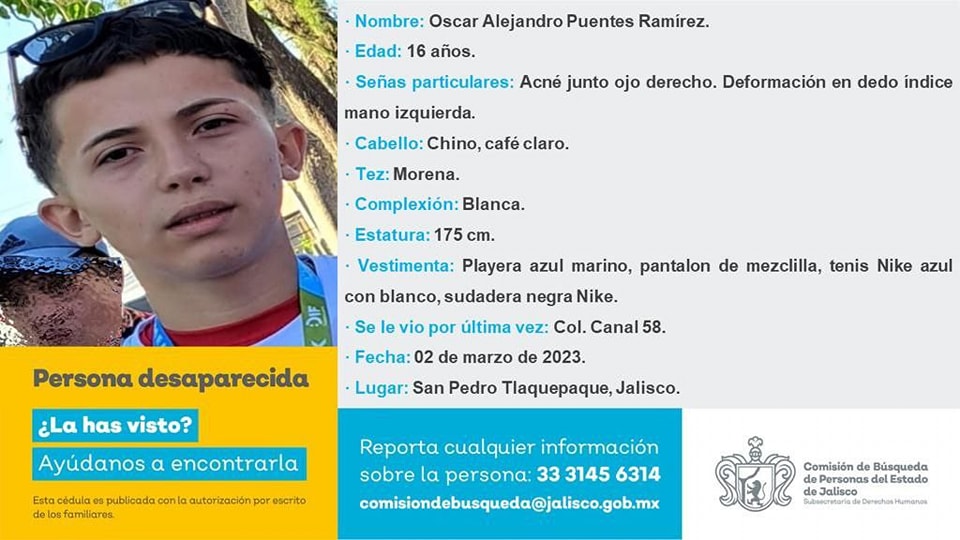 · Nombre: Oscar Alejandro Puentes Ramírez.
· Edad: 16 años.
· Señas particulares: Acné junto ojo derecho. Deformación en dedo índice
mano izquierda.
· Cabello: Chino, café claro.
· Tez: Morena.
· Complexión: Blanca.
· Estatura: 175 cm.
· Vestimenta: Playera azul marino, pantalon de mezclilla, tenis Nike azul
con blanco, sudadera negra Nike.
· Se le vio por última vez: Col. Canal 58.
· Fecha: 02 de marzo de 2023.
· Lugar: San Pedro Tlaquepaque, Jalisco.
DIF
Persona desaparecida
¿La has visto?
Ayúdanos a encontrarla
Esta cédula es publicada con la autorización por escrito
de los familiares.
Reporta cualquier información
sobre la persona: 33 3145 6314
comisiondebusqueda@jalisco.gob.mx
Comisión de Búsqueda
de Personas del Estado
de Jalisco
Subsecretaría de Derechos Humanos